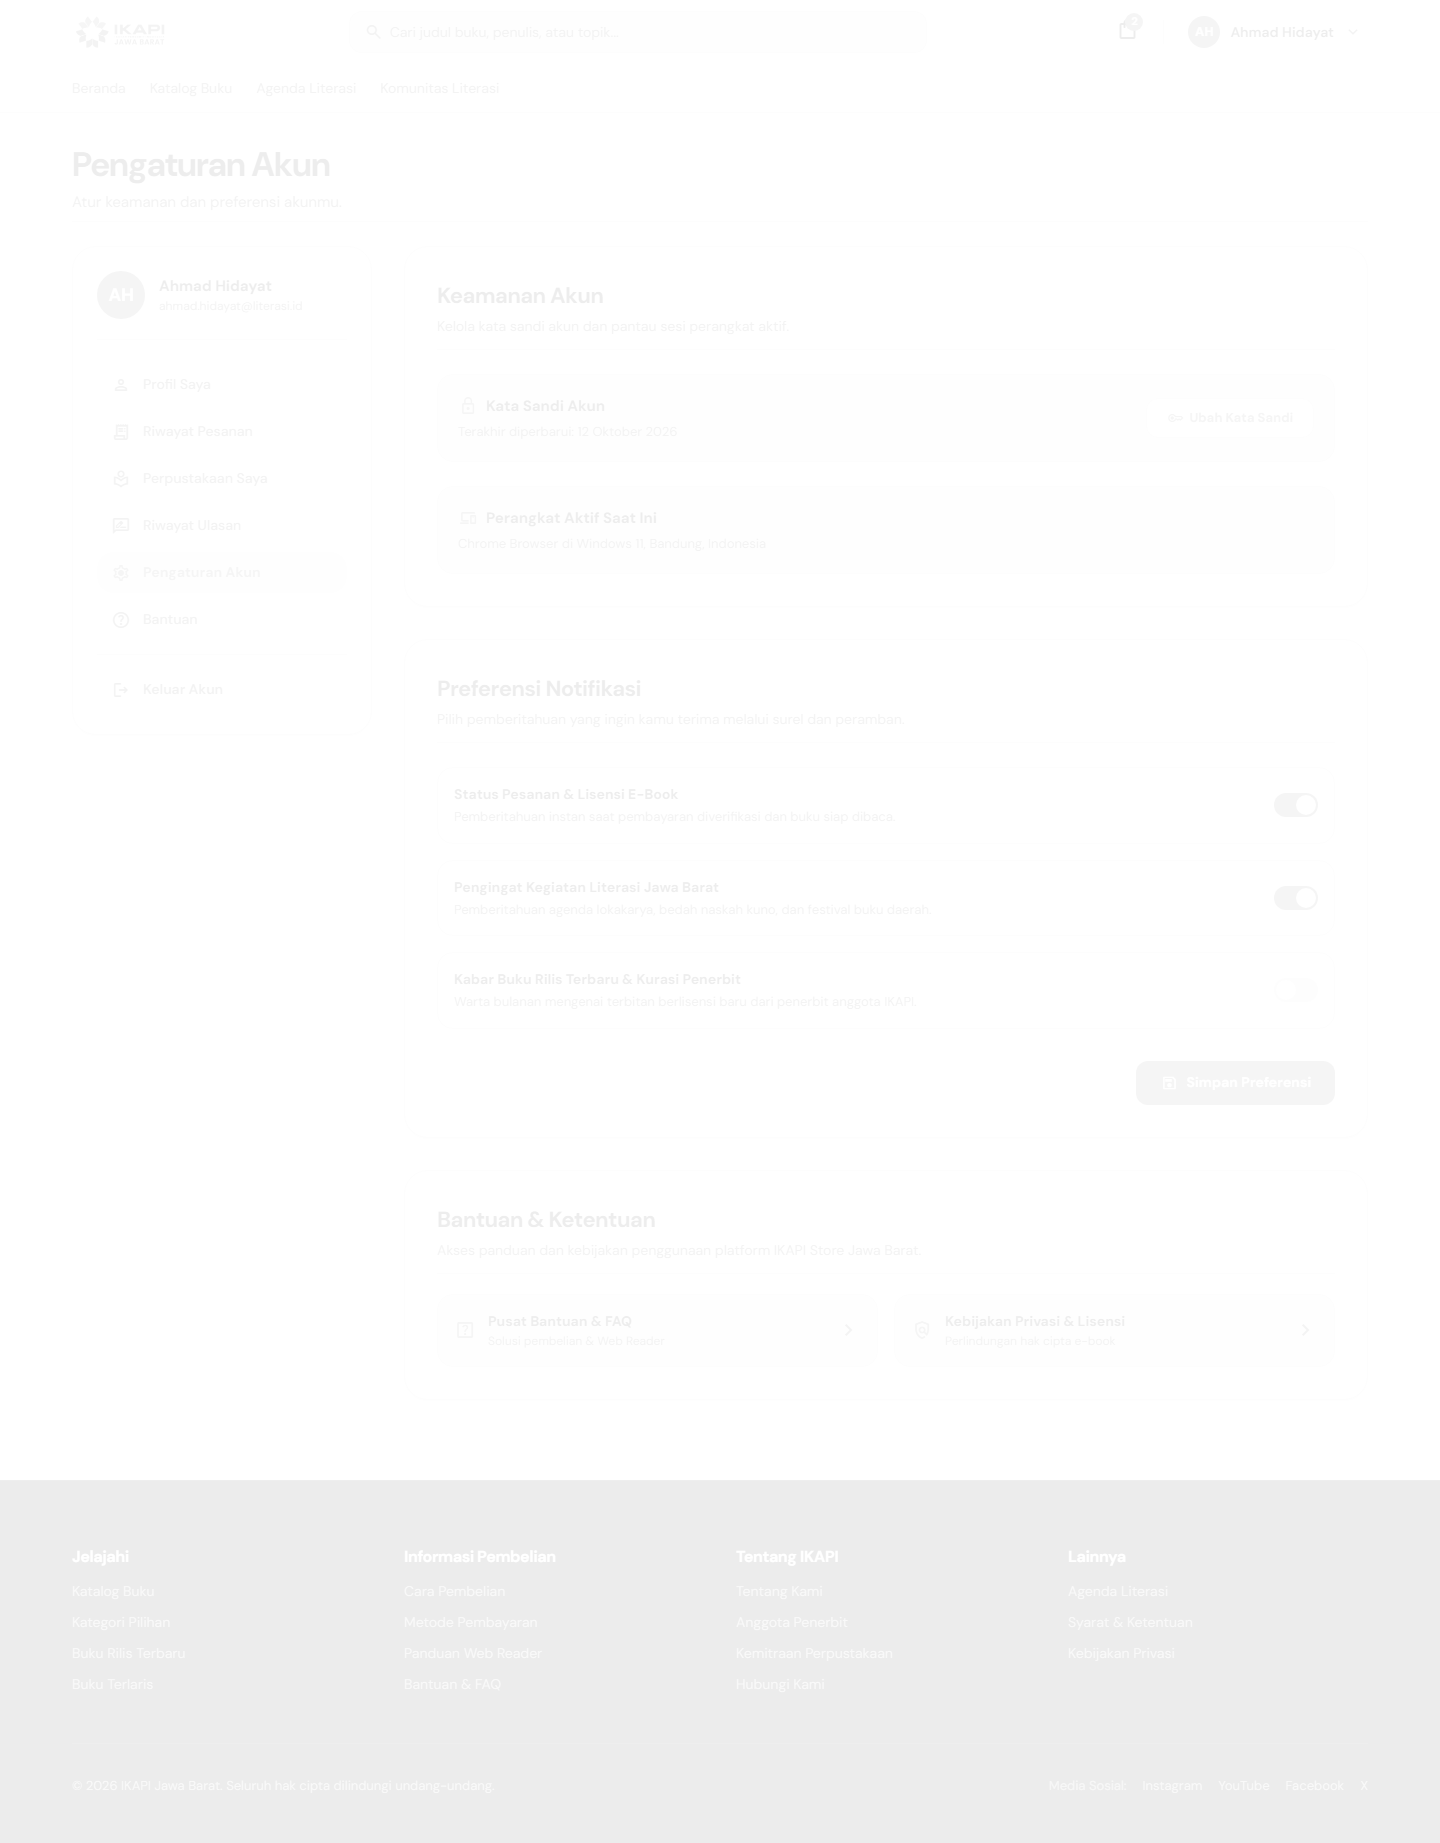 IKAPI
JAWA BARAT
Cari judul buku, penulis, atau topik...
2
AH
Ahmad Hidayat
Beranda
Katalog Buku
Agenda Literasi
Komunitas Literasi
Pengaturan Akun
Atur keamanan dan preferensi akunmu.
AH
Ahmad Hidayat
ahmad.hidayat@literasi.id
Profil Saya
Riwayat Pesanan
Perpustakaan Saya
Riwayat Ulasan
Pengaturan Akun
Bantuan
Keluar Akun
Keamanan Akun
Kelola kata sandi akun dan pantau sesi perangkat aktif.
Kata Sandi Akun
Terakhir diperbarui: 12 Oktober 2025
Ubah Kata Sandi
Perangkat Aktif Saat Ini
Chrome Browser di Windows 11, Bandung, Indonesia
Preferensi Notifikasi
Pilih pemberitahuan yang ingin kamu terima melalui surel dan peramban.
Status Pesanan & Lisensi E-Book
Pemberitahuan instan saat pembayaran diverifikasi dan buku siap dibaca.
Pengingat Kegiatan Literasi Jawa Barat
Pemberitahuan agenda lokakarya, bedah naskah kuno, dan festival buku daerah.
Kabar Buku Rilis Terbaru & Kurasi Penerbit
Warta bulanan mengenai terbitan berlisensi baru dari penerbit anggota IKAPI.
Simpan Preferensi
Bantuan & Ketentuan
Akses panduan dan kebijakan penggunaan platform IKAPI Store Jawa Barat.
Pusat Bantuan & FAQ
Solusi pembelian & Web Reader
Kebijakan Privasi & Lisensi
Perlindungan hak cipta e-book
Jelajahi
Katalog Buku
Kategori Pilihan
Buku Rilis Terbaru
Buku Terlaris
Informasi Pembelian
Cara Pembelian
Metode Pembayaran
Panduan Web Reader
Bantuan & FAQ
Tentang IKAPI
Tentang Kami
Anggota Penerbit
Kemitraan Perpustakaan
Hubungi Kami
Lainnya
Agenda Literasi
Syarat & Ketentuan
Kebijakan Privasi
© 2026 IKAPI Jawa Barat. Seluruh hak cipta dilindungi undang-undang.
Media Sosial:
Instagram
YouTube
Facebook
X